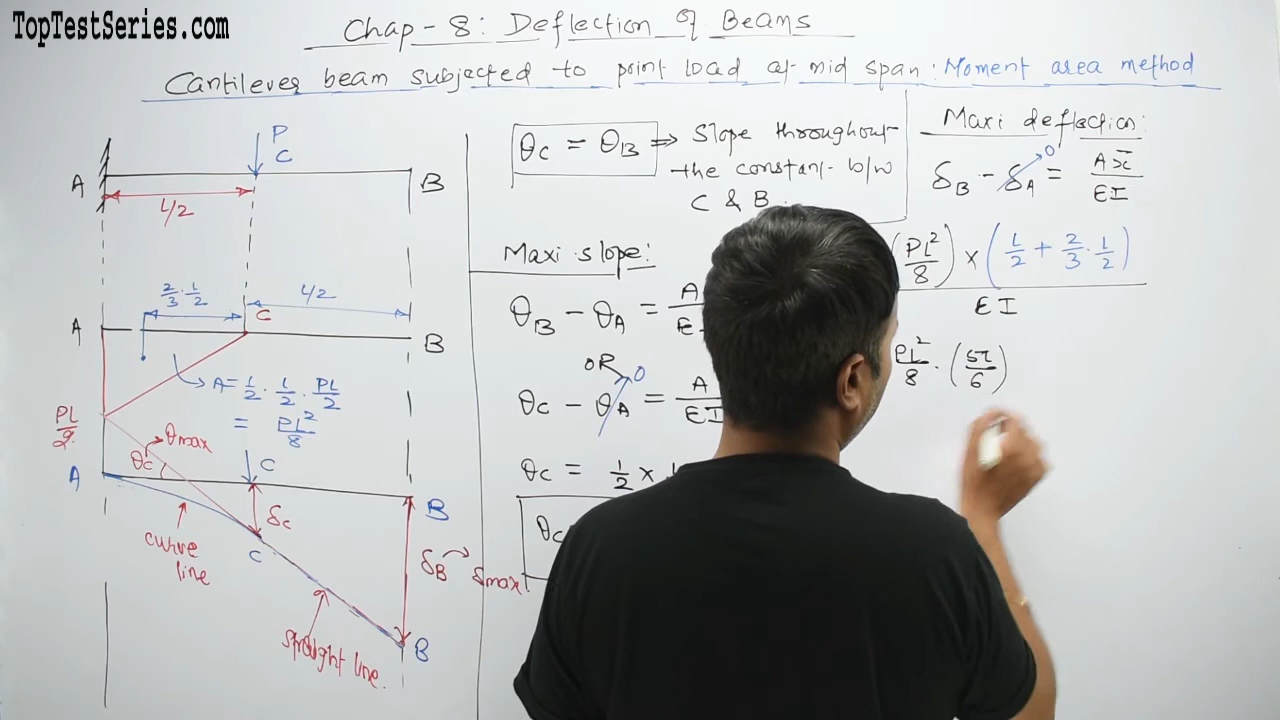 TopTestSeries.com
Chap-8: Deflection of Beams
Cantilever beam subjected to point load at mid span: Moment area method
P
C
A
B
L/2
2/3 · L/2
L/2
A
C
B
A = 1/2 · L/2 · PL/2
= PL²/8
PL/2
θmax
θc
A
C
B
δc
curve line
C
δB
δmax
straight line
B
θC = θB ⇒ Slope throughout
the constant b/w
C & B.
Maxi slope:
θB - θA = A
OR
θC - θA = A/EI
0
θC = 1/2 ×
θC
Maxi deflection:
δB - δA = Ax̄/EI
0
(PL²/8) × (L/2 + 2/3 · L/2)
EI
PL²/8 · (5L/6)